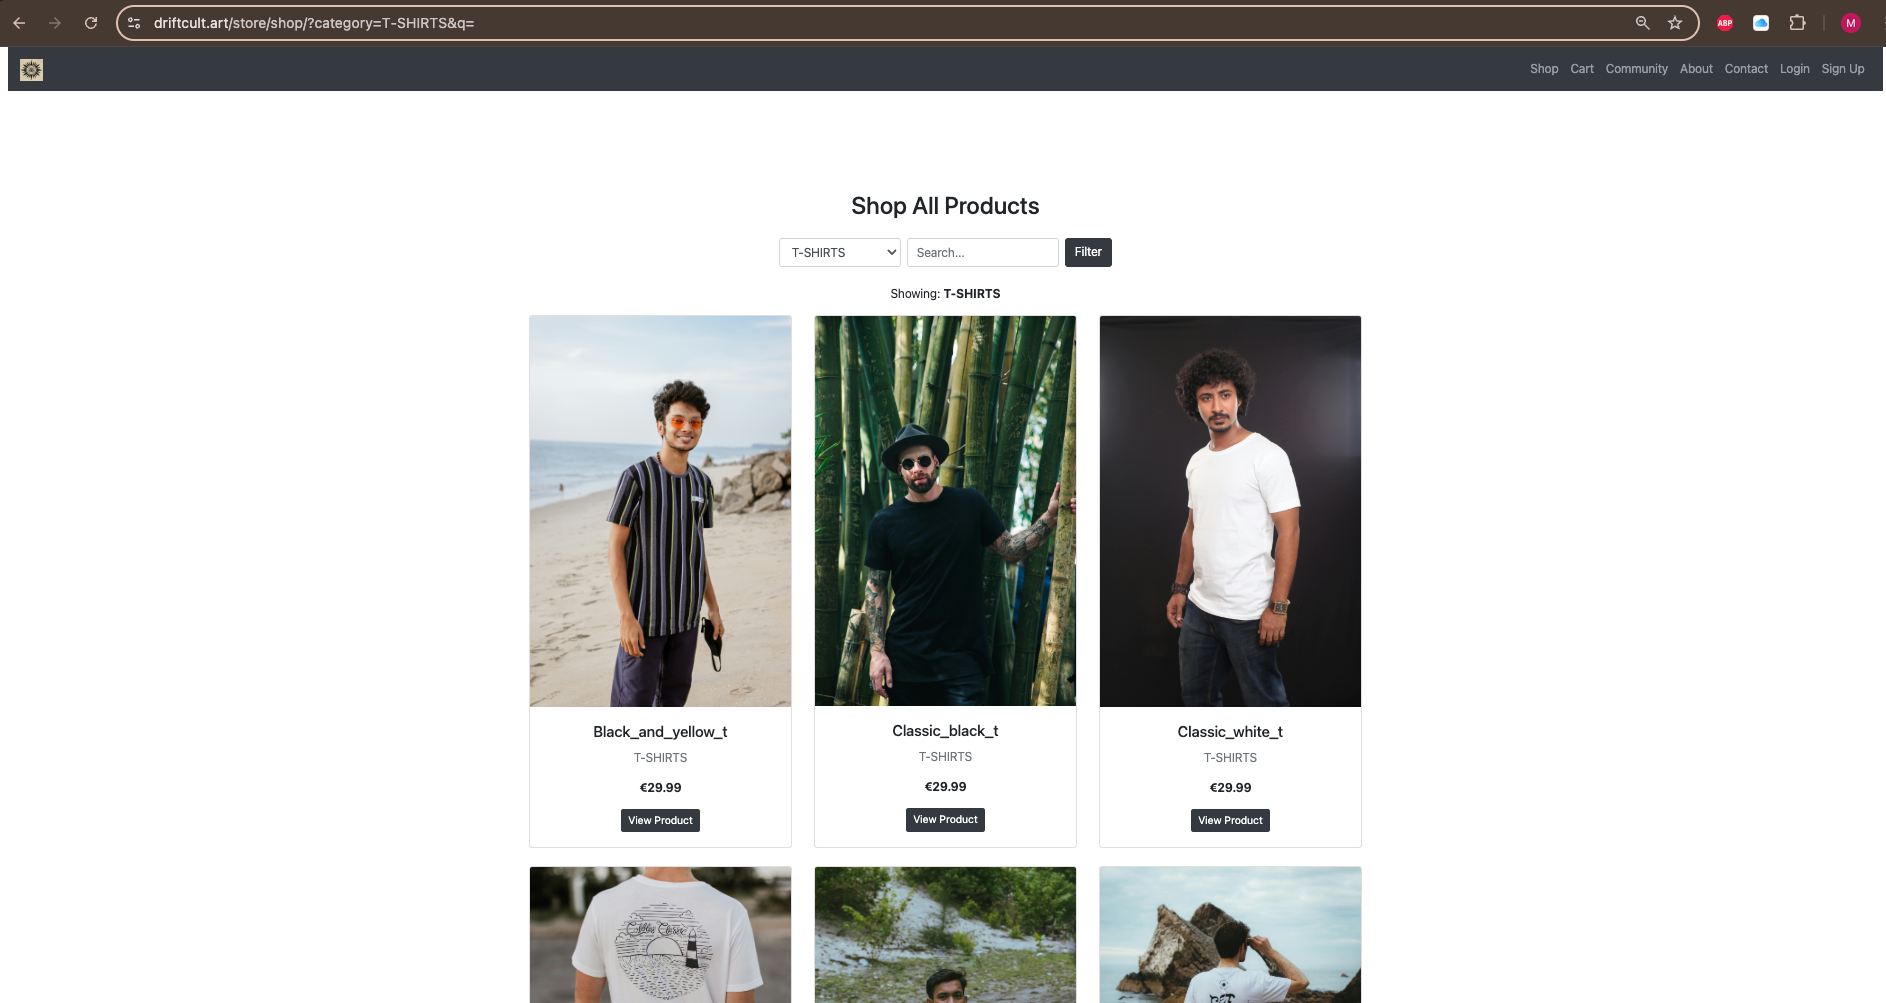 driftcult.art/store/shop/?category=T-SHIRTS&q=
ABP
M
Shop Cart Community About Contact Login Sign Up
Shop All Products
T-SHIRTS Search... Filter
Showing: T-SHIRTS
Black_and_yellow_t
T-SHIRTS
€29.99
View Product
Classic_black_t
T-SHIRTS
€29.99
View Product
Classic_white_t
T-SHIRTS
€29.99
View Product